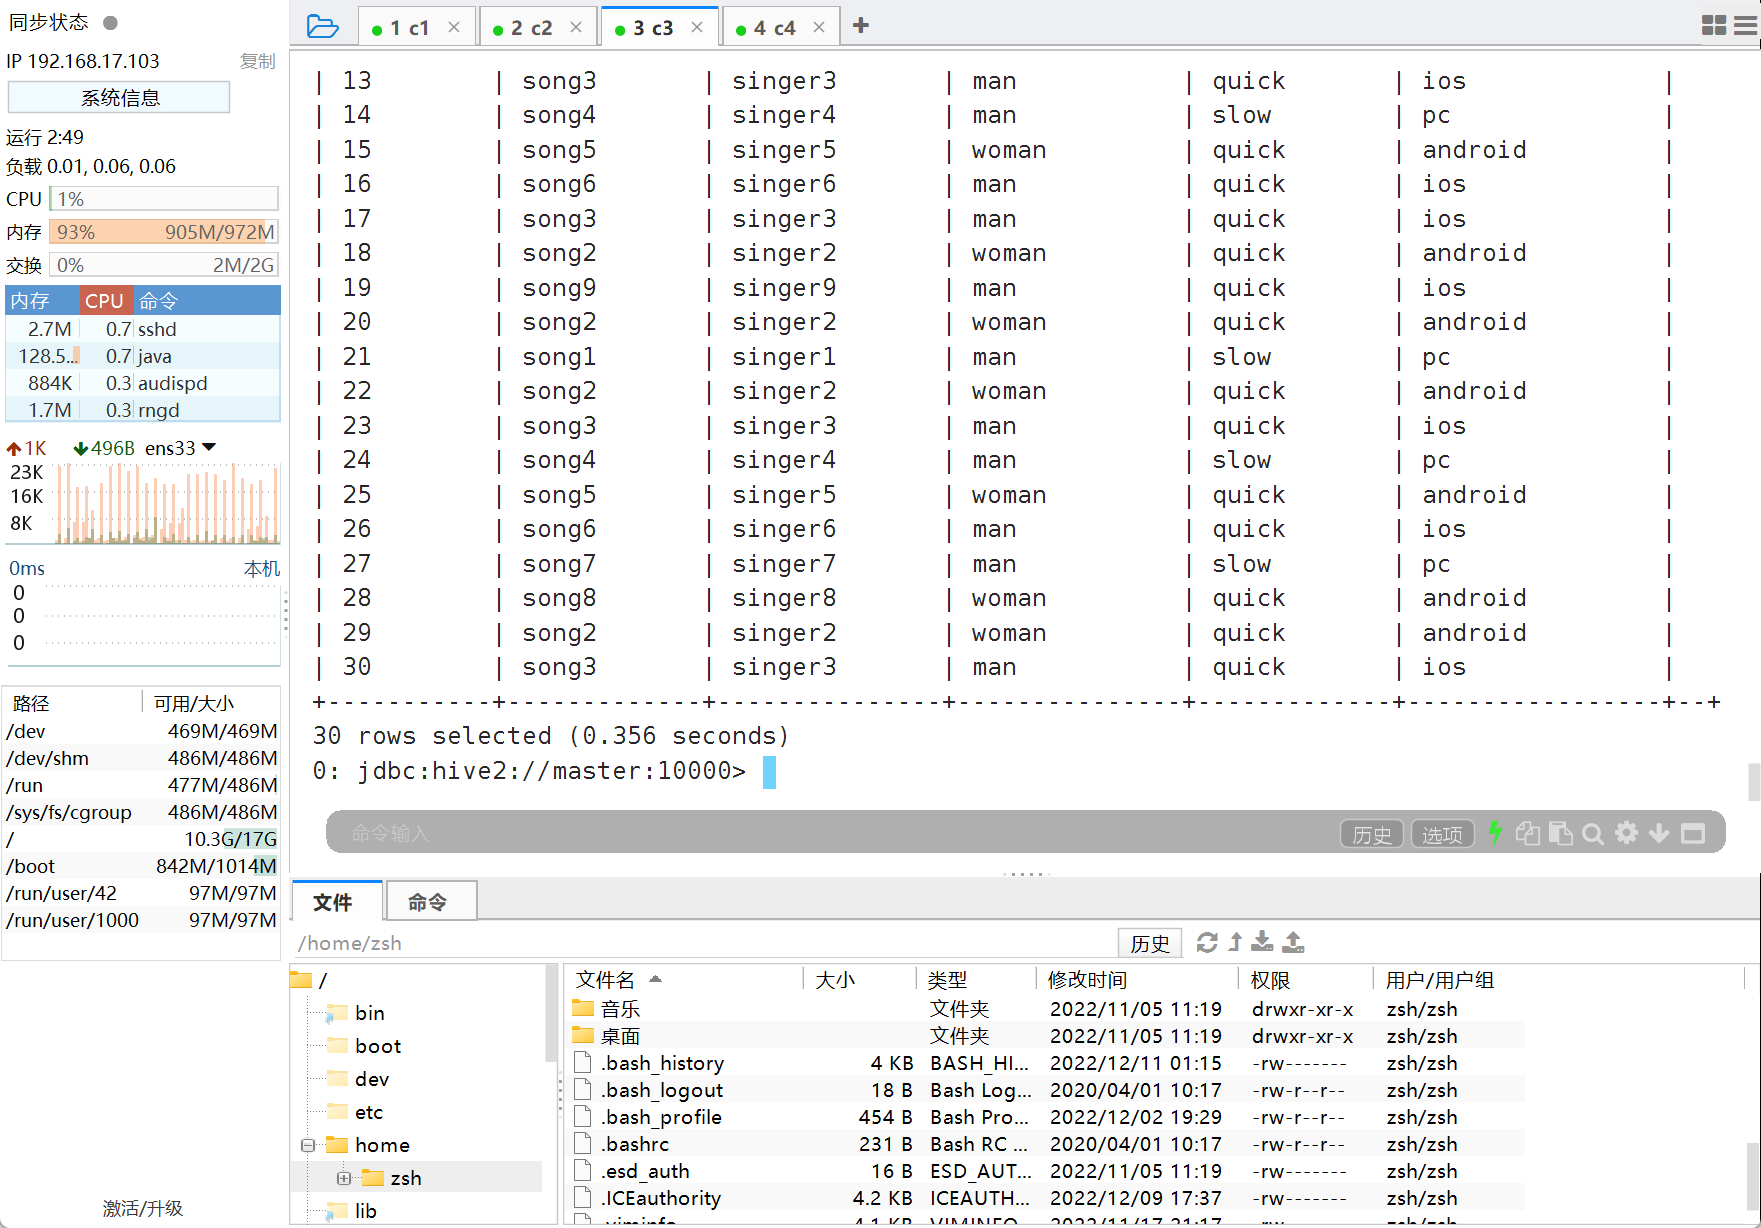 同步状态
IP 192.168.17.103 复制
系统信息
运行 2:49
负载 0.01, 0.06, 0.06
CPU 1%
内存 93% 905M/972M
交换 0% 2M/2G
内存 CPU 命令
2.7M 0.7 sshd
128.5... 0.7 java
884K 0.3 audispd
1.7M 0.3 rngd
1K 496B ens33
23K
16K
8K
0ms 本机
0
0
0
路径 可用/大小
/dev 469M/469M
/dev/shm 486M/486M
/run 477M/486M
/sys/fs/cgroup 486M/486M
/ 10.3G/17G
/boot 842M/1014M
/run/user/42 97M/97M
/run/user/1000 97M/97M
激活/升级
1 c1 × 2 c2 × 3 c3 × 4 c4 × +
| 13 | song3 | singer3 | man | quick | ios |
| 14 | song4 | singer4 | man | slow | pc |
| 15 | song5 | singer5 | woman | quick | android |
| 16 | song6 | singer6 | man | quick | ios |
| 17 | song3 | singer3 | man | quick | ios |
| 18 | song2 | singer2 | woman | quick | android |
| 19 | song9 | singer9 | man | quick | ios |
| 20 | song2 | singer2 | woman | quick | android |
| 21 | song1 | singer1 | man | slow | pc |
| 22 | song2 | singer2 | woman | quick | android |
| 23 | song3 | singer3 | man | quick | ios |
| 24 | song4 | singer4 | man | slow | pc |
| 25 | song5 | singer5 | woman | quick | android |
| 26 | song6 | singer6 | man | quick | ios |
| 27 | song7 | singer7 | man | slow | pc |
| 28 | song8 | singer8 | woman | quick | android |
| 29 | song2 | singer2 | woman | quick | android |
| 30 | song3 | singer3 | man | quick | ios |
+-----------+-------------+---------------+---------------+-------------+-----------------+--+
30 rows selected (0.356 seconds)
0: jdbc:hive2://master:10000>
命令输入 历史 选项
文件 命令
/home/zsh 历史
/
bin
boot
dev
etc
home
zsh
lib
文件名 大小 类型 修改时间 权限 用户/用户组
音乐 文件夹 2022/11/05 11:19 drwxr-xr-x zsh/zsh
桌面 文件夹 2022/11/05 11:19 drwxr-xr-x zsh/zsh
.bash_history 4 KB BASH_HI... 2022/12/11 01:15 -rw------- zsh/zsh
.bash_logout 18 B Bash Log... 2020/04/01 10:17 -rw-r--r-- zsh/zsh
.bash_profile 454 B Bash Pro... 2022/12/02 19:29 -rw-r--r-- zsh/zsh
.bashrc 231 B Bash RC ... 2020/04/01 10:17 -rw-r--r-- zsh/zsh
.esd_auth 16 B ESD_AUT... 2022/11/05 11:19 -rw------- zsh/zsh
.ICEauthority 4.2 KB ICEAUTH... 2022/12/09 17:37 -rw------- zsh/zsh
.viminfo 4.1 KB VIMINFO 2022/11/17 21:17 -rw------- zsh/zsh